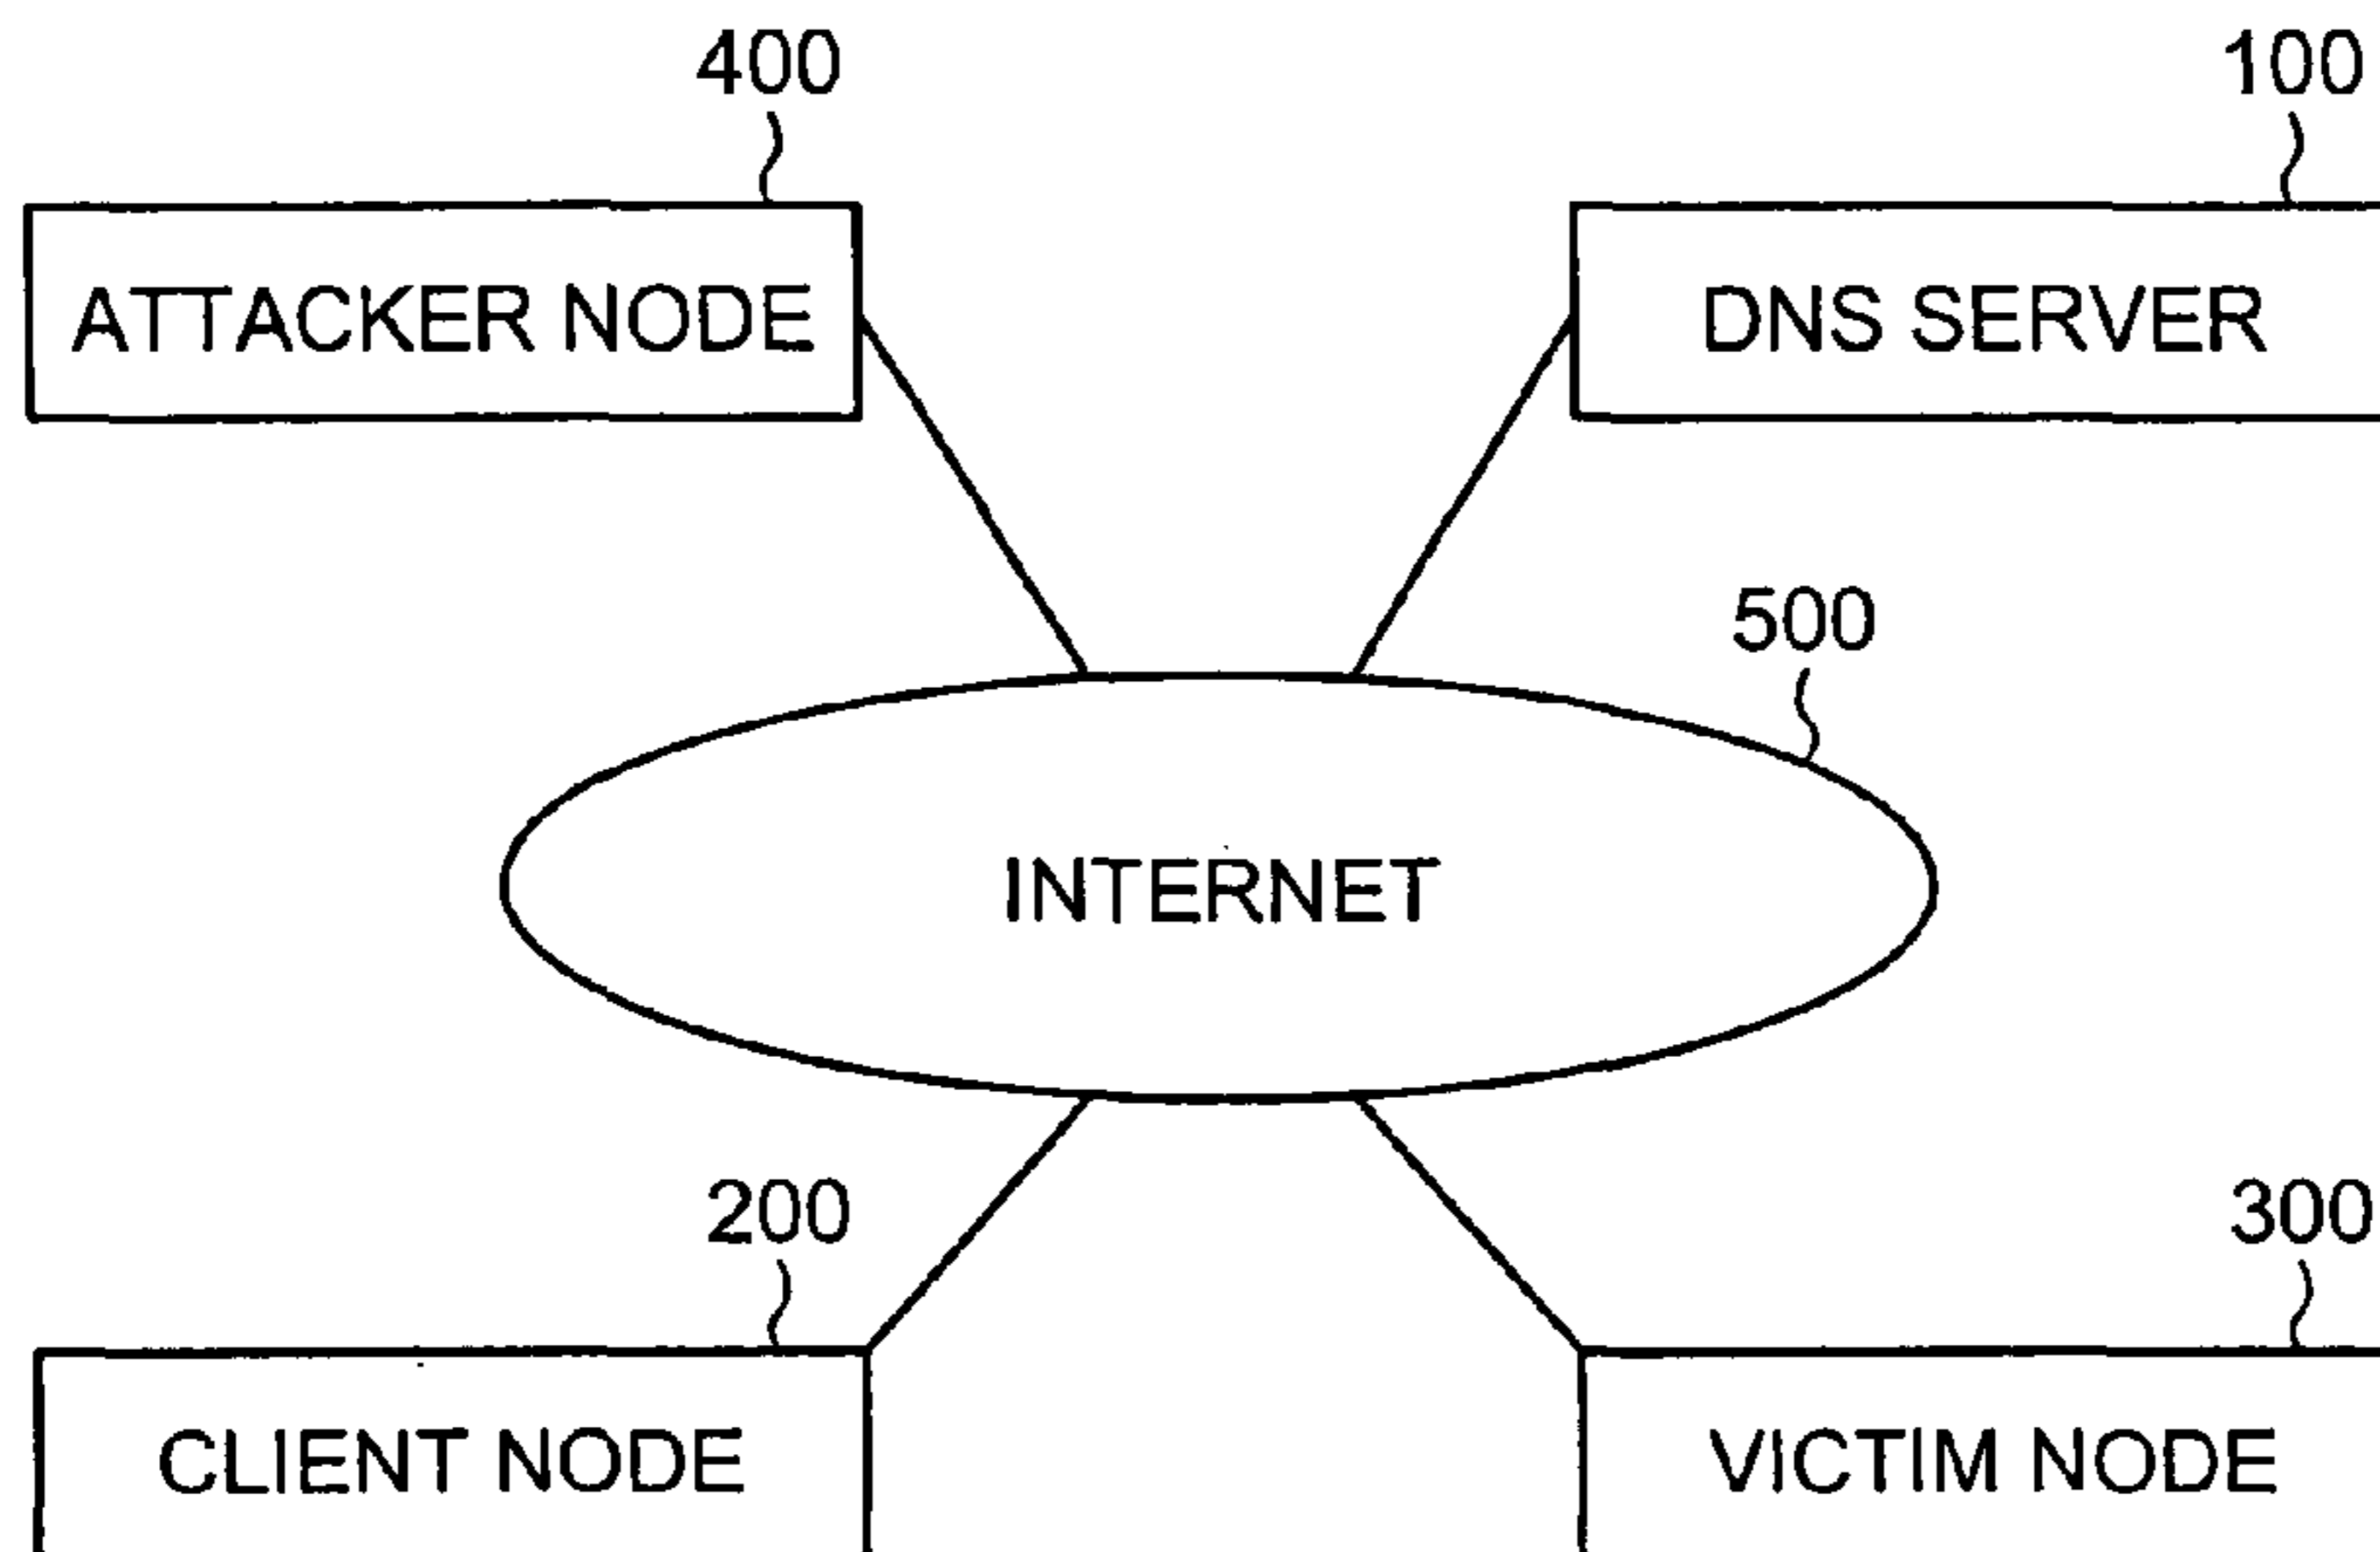 400
100
ATTACKER NODE
DNS SERVER
500
INTERNET
200
300
CLIENT NODE
VICTIM NODE